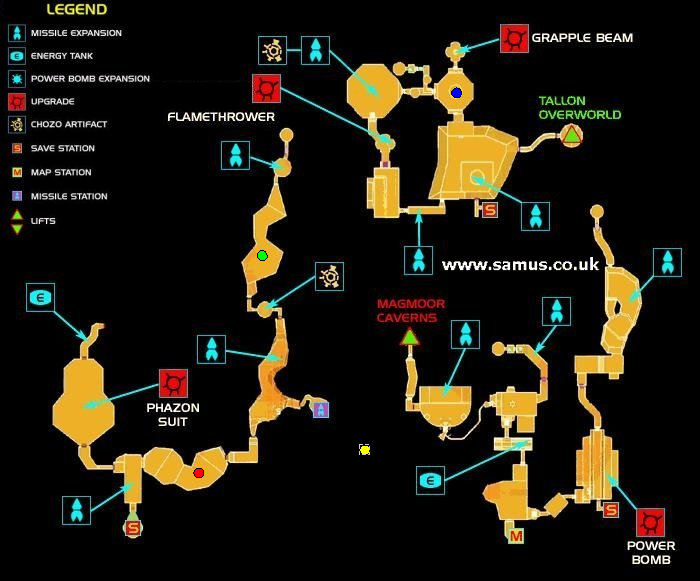 LEGEND
MISSILE EXPANSION
ENERGY TANK
POWER BOMB EXPANSION
UPGRADE
CHOZO ARTIFACT
S SAVE STATION
M MAP STATION
MISSILE STATION
LIFTS
GRAPPLE BEAM
FLAMETHROWER
TALLON
OVERWORLD
S
www.samus.co.uk
MAGMOOR
CAVERNS
E
PHAZON
SUIT
E
S
S
M
POWER
BOMB